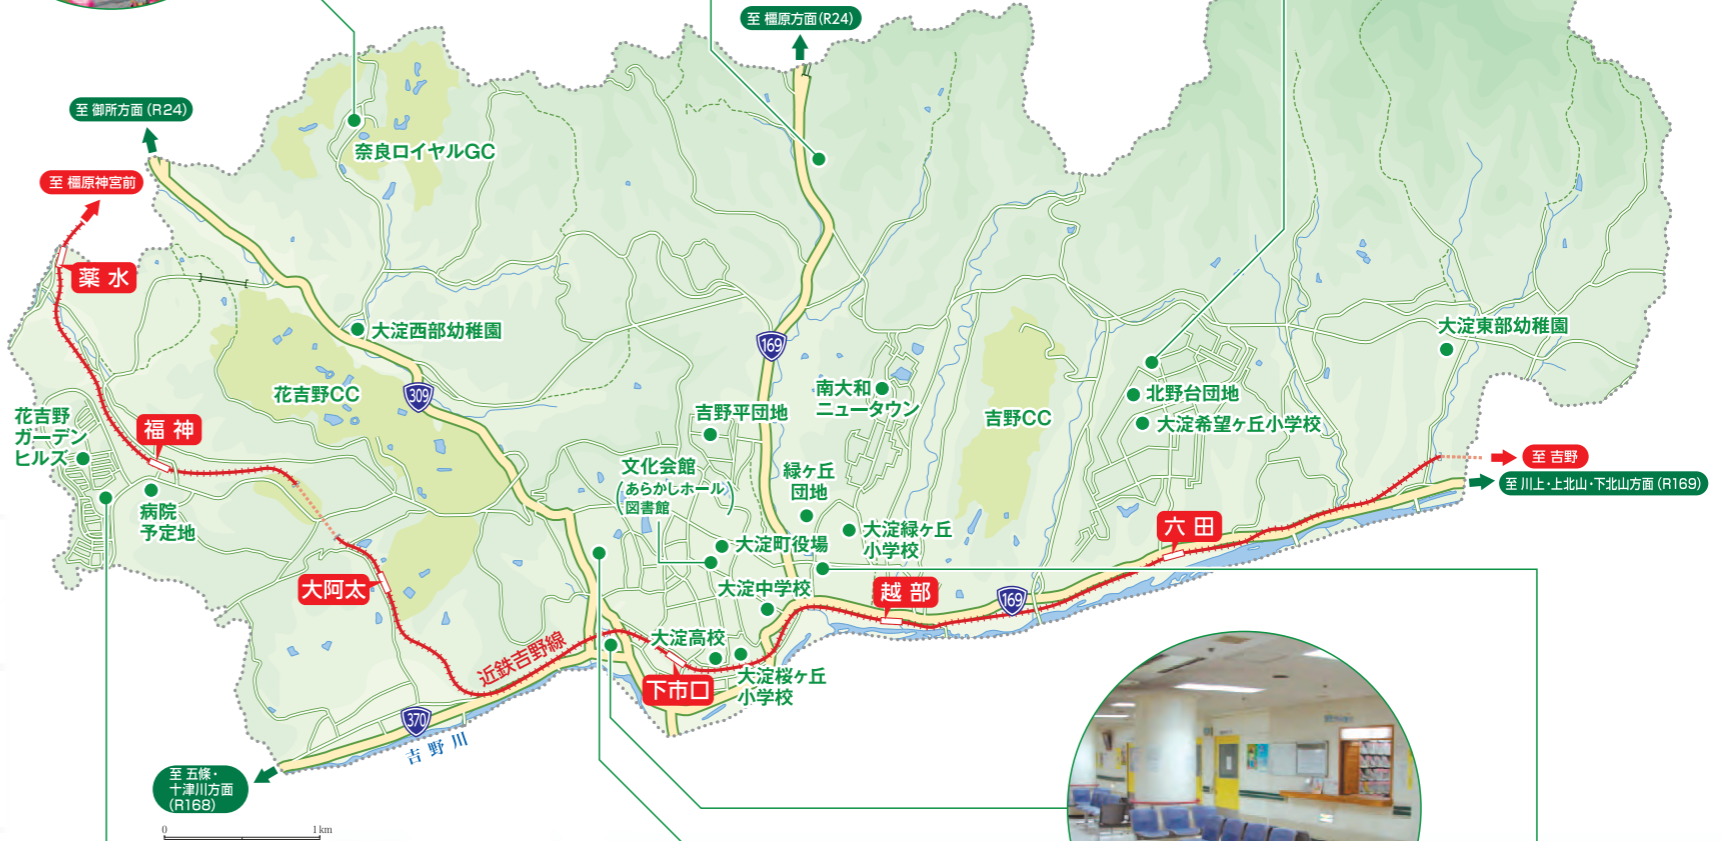 至 橿原方面(R24)
至 御所方面(R24)
奈良ロイヤルGC
至 橿原神宮前
薬水
大淀西部幼稚園
大淀東部幼稚園
169
309
花吉野CC
南大和
ニュータウン
吉野CC
北野台団地
大淀希望ヶ丘小学校
吉野平団地
花吉野
ガーデン
ヒルズ
福神
文化会館
(あらかしホール
図書館)
緑ヶ丘
団地
至 吉野
至 川上・上北山・下北山方面(R169)
病院
予定地
大淀町役場
大淀緑ヶ丘
小学校
六田
大阿太
大淀中学校
越部
169
近鉄吉野線
大淀高校
大淀桜ヶ丘
小学校
下市口
370
吉野川
至 五條・
十津川方面
(R168)
0 1km